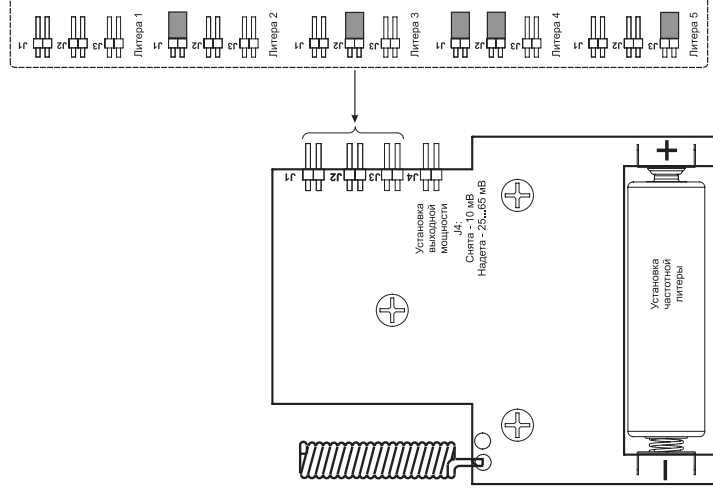 J1 J2 J3 Литера 1
J1 J2 J3 Литера 2
J1 J2 J3 Литера 3
J1 J2 J3 Литера 4
J1 J2 J3 Литера 5
J1 J2 J3 J4
Установка
выходной
мощности
J4:
Снята - 10 мВ
Надета - 25...65 мВ
+
Установка
частотной
литеры
–